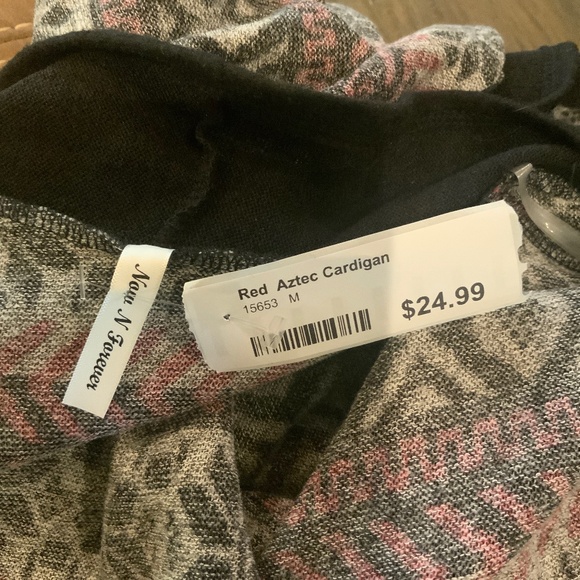 Red Aztec Cardigan
15653 M
$24.99
Now N Forever